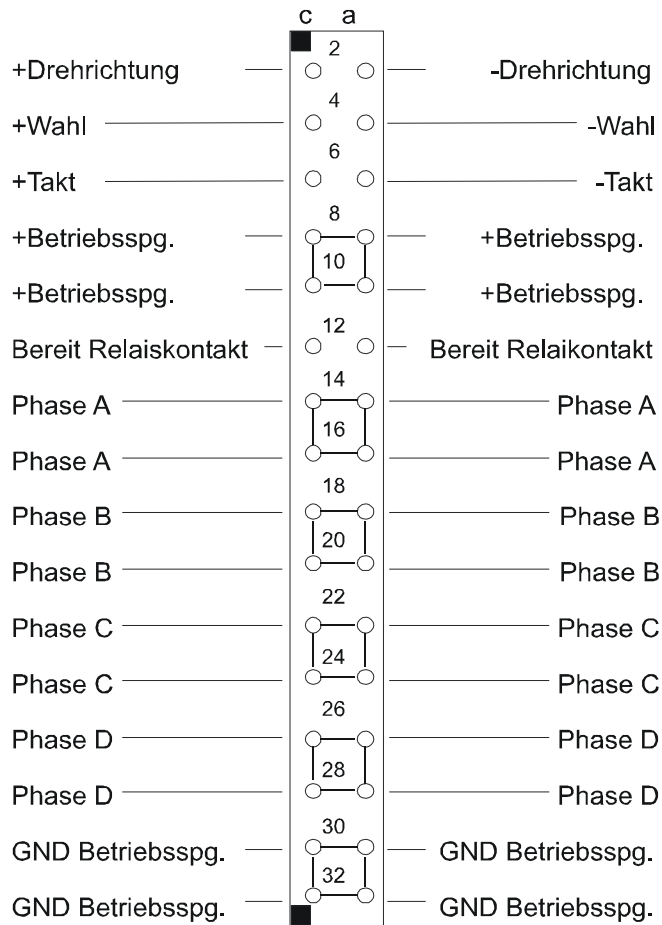 c a
2
+Drehrichtung -Drehrichtung
4
+Wahl -Wahl
6
+Takt -Takt
8
+Betriebsspg. +Betriebsspg.
10
+Betriebsspg. +Betriebsspg.
12
Bereit Relaiskontakt Bereit Relaikontakt
14
Phase A Phase A
16
Phase A Phase A
18
Phase B Phase B
20
Phase B Phase B
22
Phase C Phase C
24
Phase C Phase C
26
Phase D Phase D
28
Phase D Phase D
30
GND Betriebsspg. GND Betriebsspg.
32
GND Betriebsspg. GND Betriebsspg.